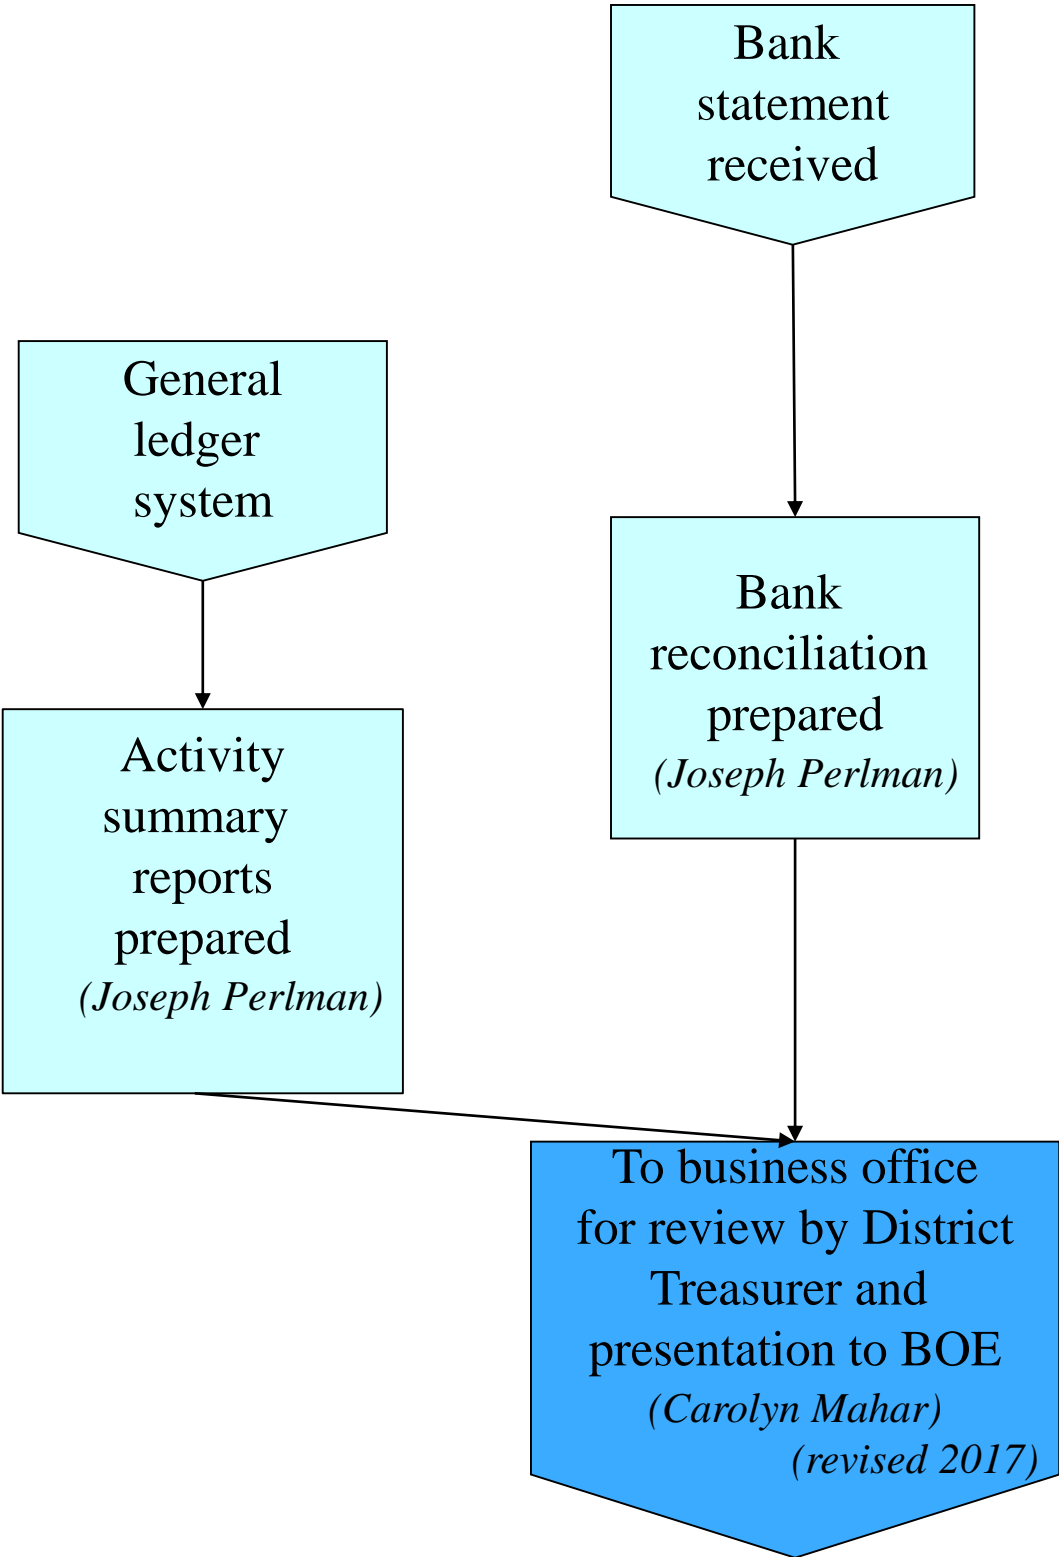 Bank
statement
received
General
ledger
system
Bank
reconciliation
prepared
(Joseph Perlman)
Activity
summary
reports
prepared
(Joseph Perlman)
To business office
for review by District
Treasurer and
presentation to BOE
(Carolyn Mahar)
(revised 2017)